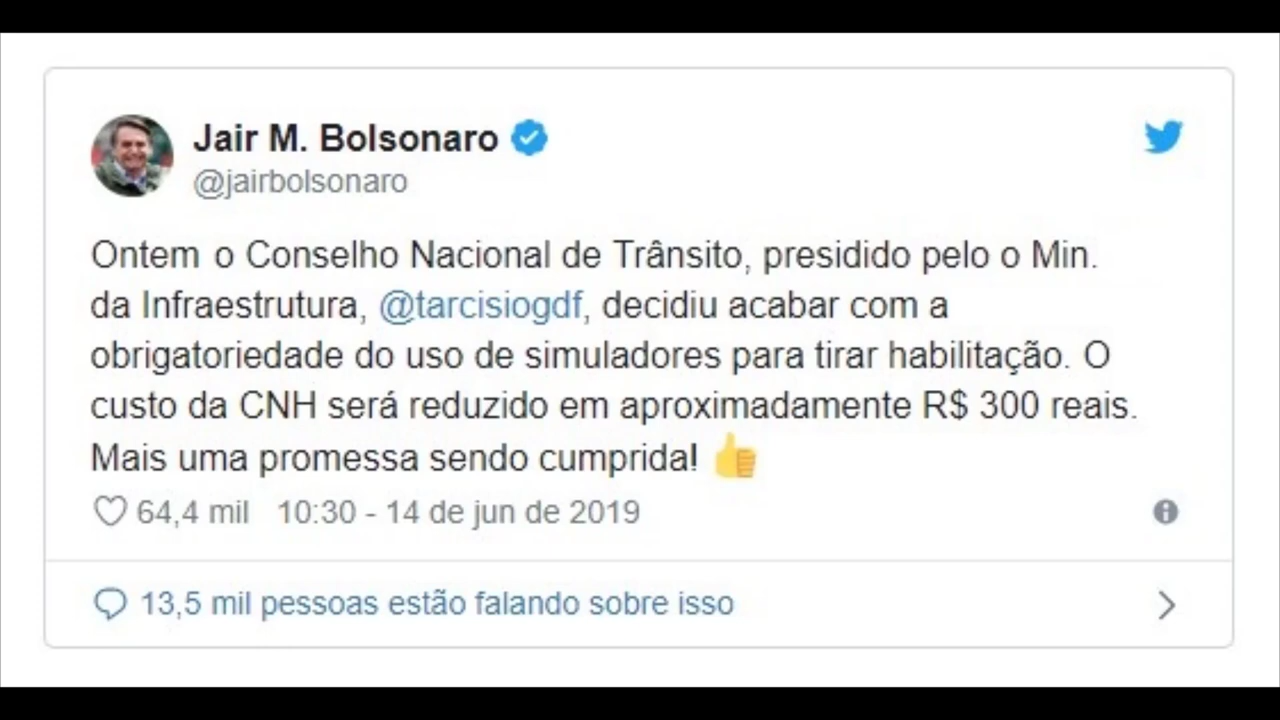 Jair M. Bolsonaro
@jairbolsonaro
Ontem o Conselho Nacional de Trânsito, presidido pelo o Min.
da Infraestrutura, @tarcisiogdf, decidiu acabar com a
obrigatoriedade do uso de simuladores para tirar habilitação. O
custo da CNH será reduzido em aproximadamente R$ 300 reais.
Mais uma promessa sendo cumprida! 👍
64,4 mil 10:30 - 14 de jun de 2019
13,5 mil pessoas estão falando sobre isso